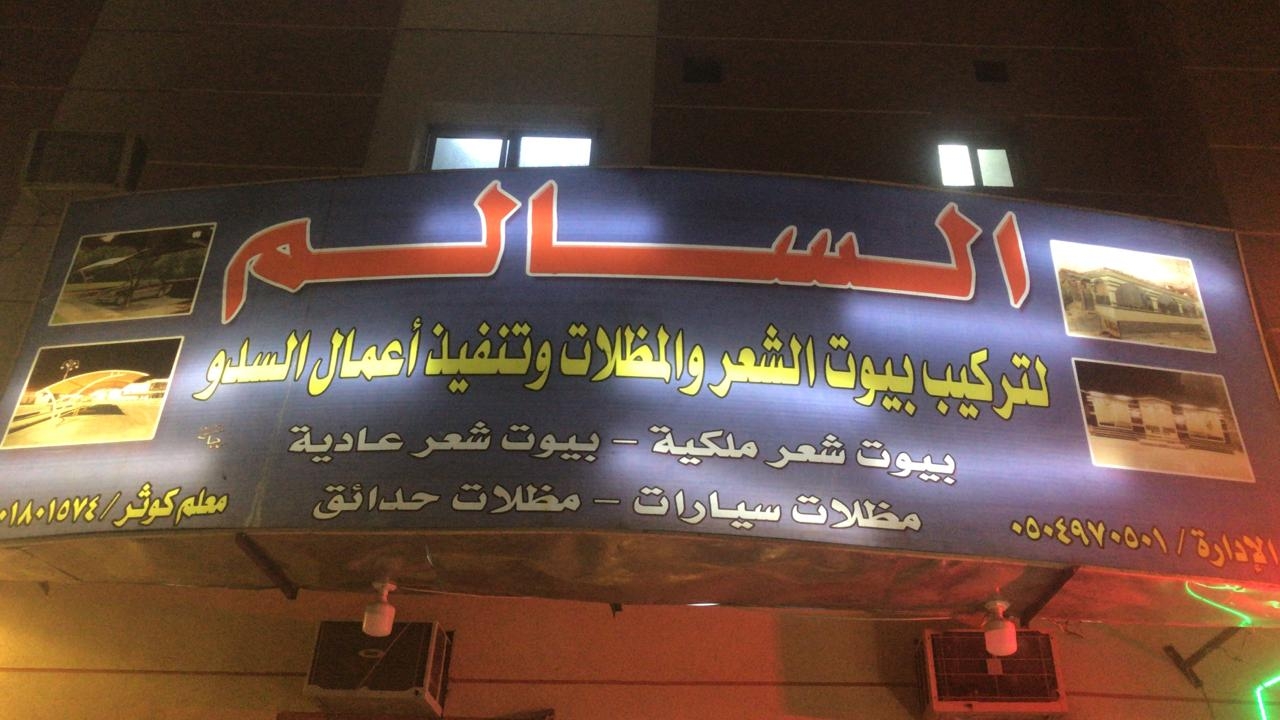 السالم
لتركيب بيوت الشعر والمظلات وتنفيذ أعمال السدو
بيوت شعر ملكية - بيوت شعر عادية
مظلات سيارات - مظلات حدائق
الإدارة / ٠٥٠٤٩٧٠٥٠١
معلم كوثر / ٠١٨٠١٥٧٤